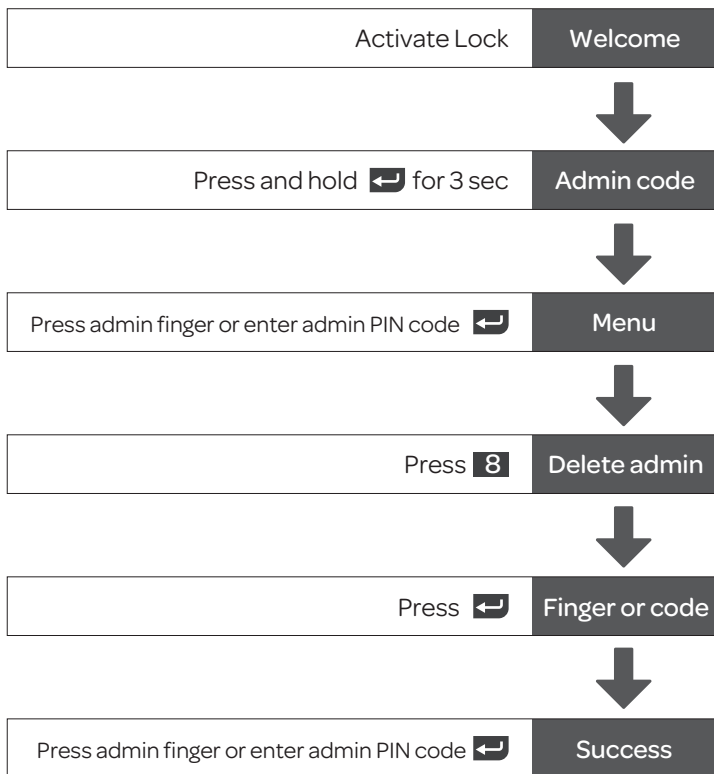 Activate Lock Welcome
Press and hold for 3 sec Admin code
Press admin finger or enter admin PIN code Menu
Press 8 Delete admin
Press Finger or code
Press admin finger or enter admin PIN code Success